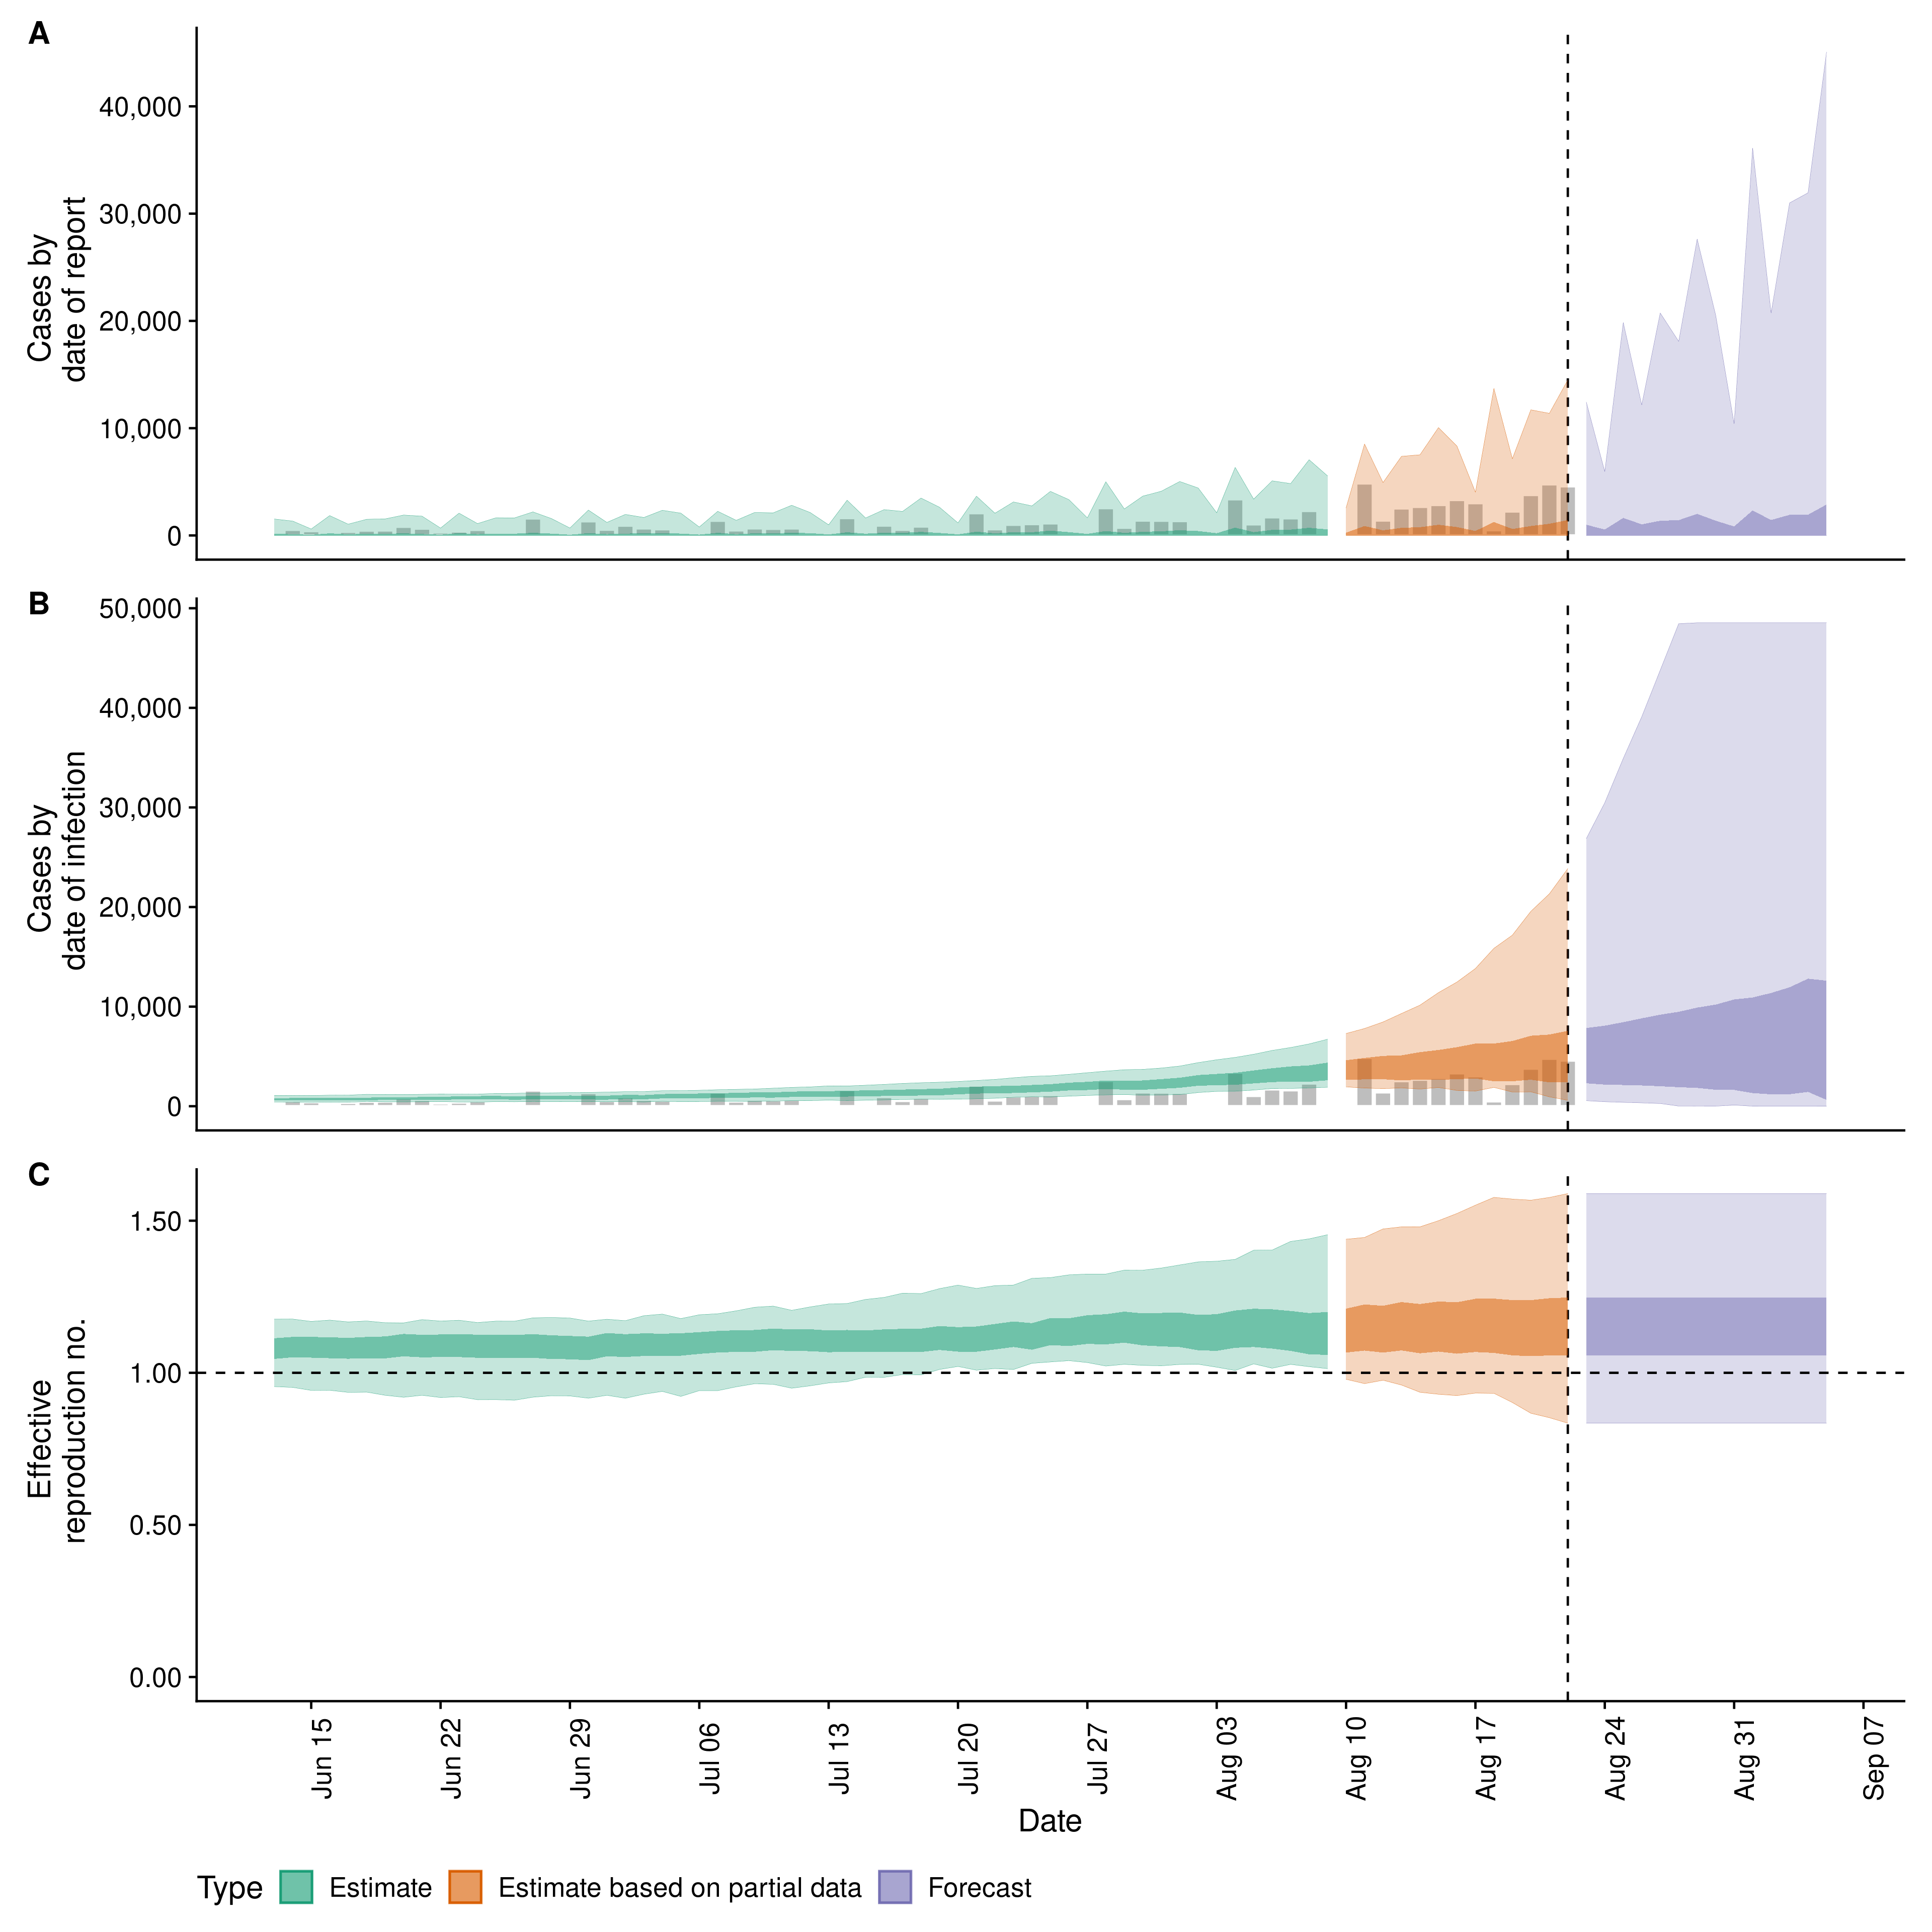 A
Cases by
date of report
40,000
30,000
20,000
10,000
0
B
Cases by
date of infection
50,000
40,000
30,000
20,000
10,000
0
C
Effective
reproduction no.
1.50
1.00
0.50
0.00
Jun 15
Jun 22
Jun 29
Jul 06
Jul 13
Jul 20
Jul 27
Aug 03
Aug 10
Aug 17
Aug 24
Aug 31
Sep 07
Date
Type Estimate Estimate based on partial data Forecast